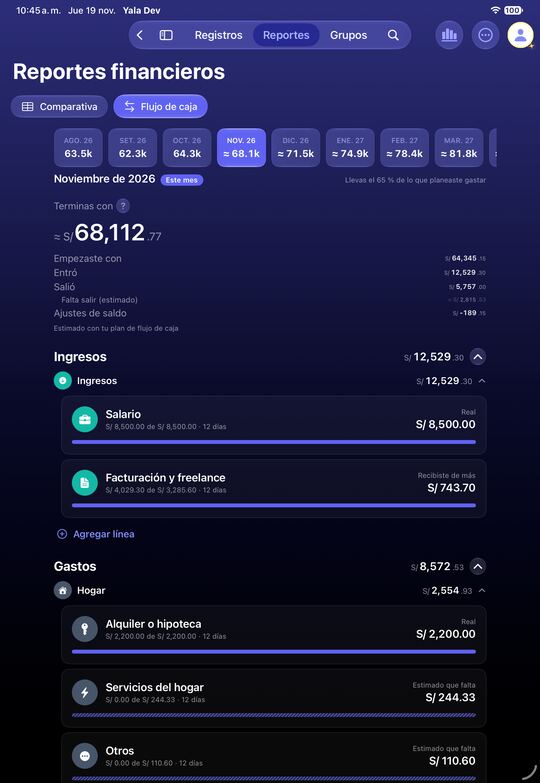 10:45 a. m. Jue 19 nov. Yala Dev 100
Registros Reportes Grupos
Reportes financieros
Comparativa Flujo de caja
AGO. 26 SET. 26 OCT. 26 NOV. 26 DIC. 26 ENE. 27 FEB. 27 MAR. 27
63.5k 62.3k 64.3k ≈ 68.1k ≈ 71.5k ≈ 74.9k ≈ 78.4k ≈ 81.8k
Noviembre de 2026 Este mes Llevas el 65 % de lo que planeaste gastar
Terminas con ?
≈ S/ 68,112.77
Empezaste con S/ 64,345.15
Entró S/ 12,529.30
Salió S/ 5,757.00
Falta salir (estimado) ≈ S/ 2,815.53
Ajustes de saldo S/ -189.15
Estimado con tu plan de flujo de caja
Ingresos S/ 12,529.30
Ingresos S/ 12,529.30
Salario Real
S/ 8,500.00 de S/ 8,500.00 · 12 días S/ 8,500.00
Facturación y freelance Recibiste de más
S/ 4,029.30 de S/ 3,285.60 · 12 días S/ 743.70
Agregar línea
Gastos S/ 8,572.53
Hogar S/ 2,554.93
Alquiler o hipoteca Real
S/ 2,200.00 de S/ 2,200.00 · 12 días S/ 2,200.00
Servicios del hogar Estimado que falta
S/ 0.00 de S/ 244.33 · 12 días S/ 244.33
Otros Estimado que falta
S/ 0.00 de S/ 110.60 · 12 días S/ 110.60